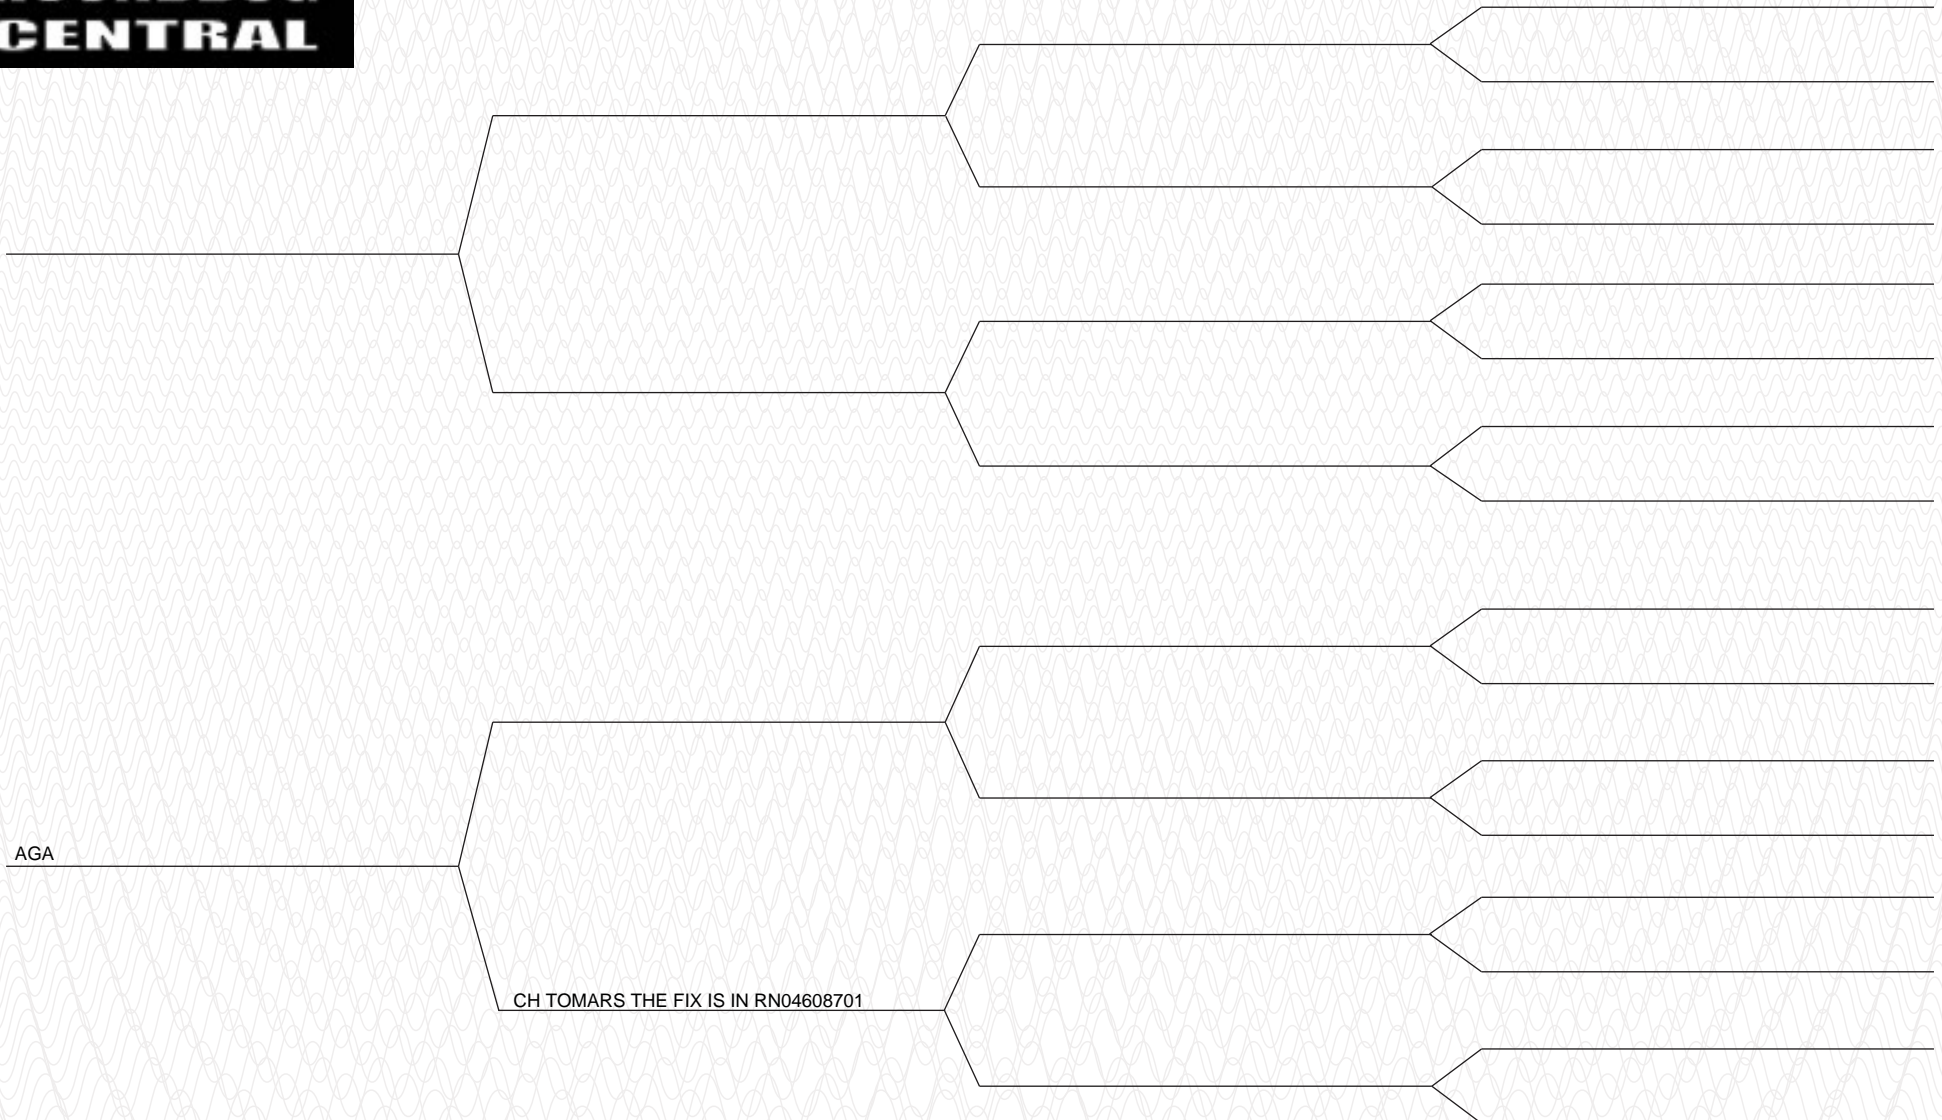 CENTRAL
AGA
CH TOMARS THE FIX IS IN RN04608701